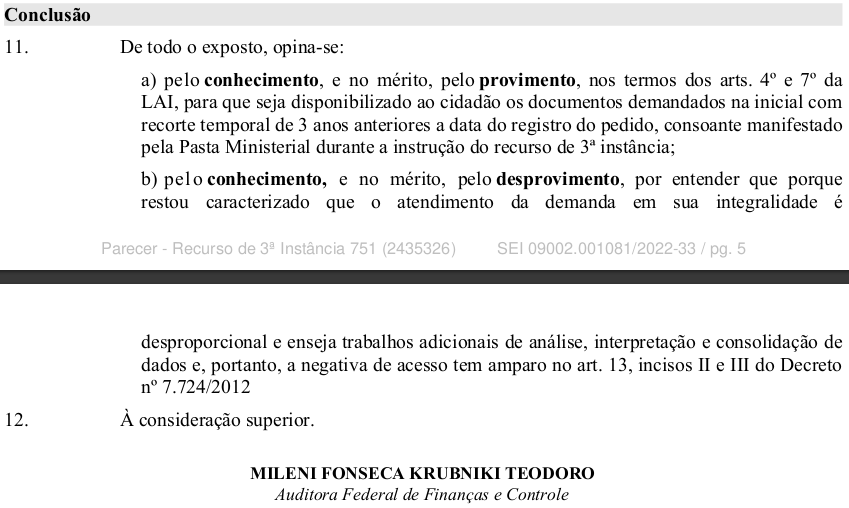 Conclusão
11. De todo o exposto, opina-se:
a) pelo conhecimento, e no mérito, pelo provimento, nos termos dos arts. 4º e 7º da
LAI, para que seja disponibilizado ao cidadão os documentos demandados na inicial com
recorte temporal de 3 anos anteriores a data do registro do pedido, consoante manifestado
pela Pasta Ministerial durante a instrução do recurso de 3ª instância;
b) pelo conhecimento, e no mérito, pelo desprovimento, por entender que porque
restou caracterizado que o atendimento da demanda em sua integralidade é
Parecer - Recurso de 3ª Instância 751 (2435326) SEI 09002.001081/2022-33 / pg. 5
desproporcional e enseja trabalhos adicionais de análise, interpretação e consolidação de
dados e, portanto, a negativa de acesso tem amparo no art. 13, incisos II e III do Decreto
nº 7.724/2012
12. À consideração superior.
MILENI FONSECA KRUBNIKI TEODORO
Auditora Federal de Finanças e Controle